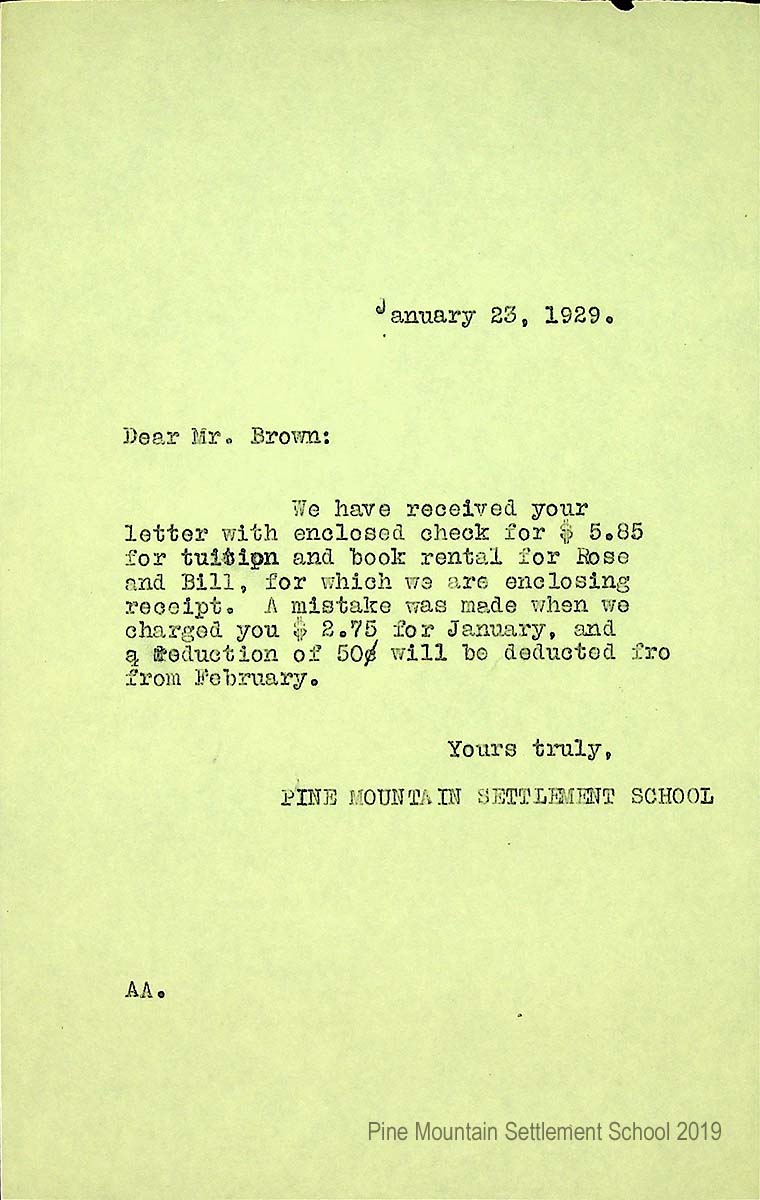 January 23, 1929.
Dear Mr. Brown:
We have received your
letter with enclosed check for $ 5.85
for tuition and book rental for Rose
and Bill, for which we are enclosing
receipt. A mistake was made when we
charged you $ 2.75 for January, and
a reduction of 50¢ will be deducted fro
from February.
Yours truly,
PINE MOUNTAIN SETTLEMENT SCHOOL
AA.
Pine Mountain Settlement School 2019